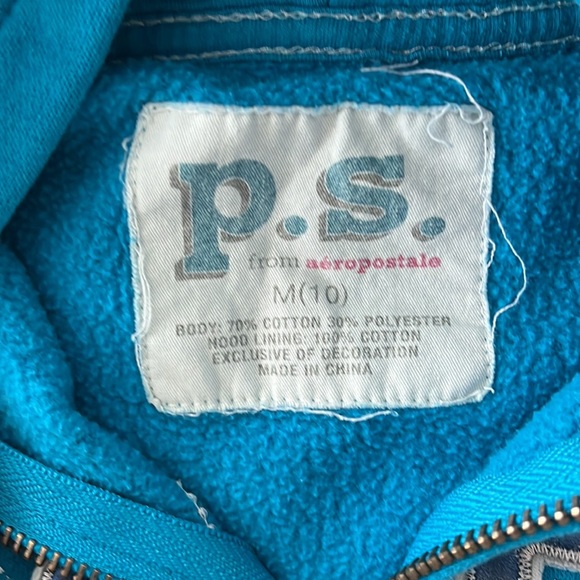 p.s.
from aéropostale
M(10)
BODY: 70% COTTON 30% POLYESTER
HOOD LINING: 100% COTTON
EXCLUSIVE OF DECORATION
MADE IN CHINA